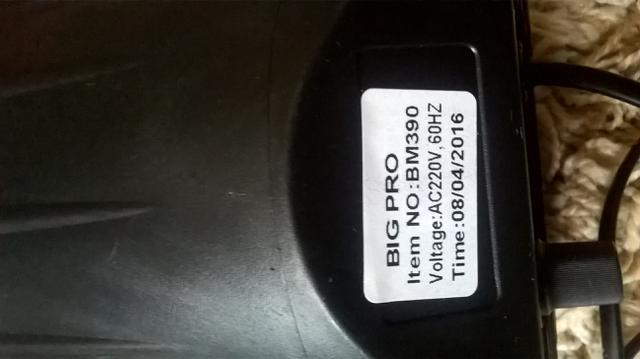 BIG PRO
Item NO:BM390
Voltage:AC220V,60HZ
Time:08/04/2016